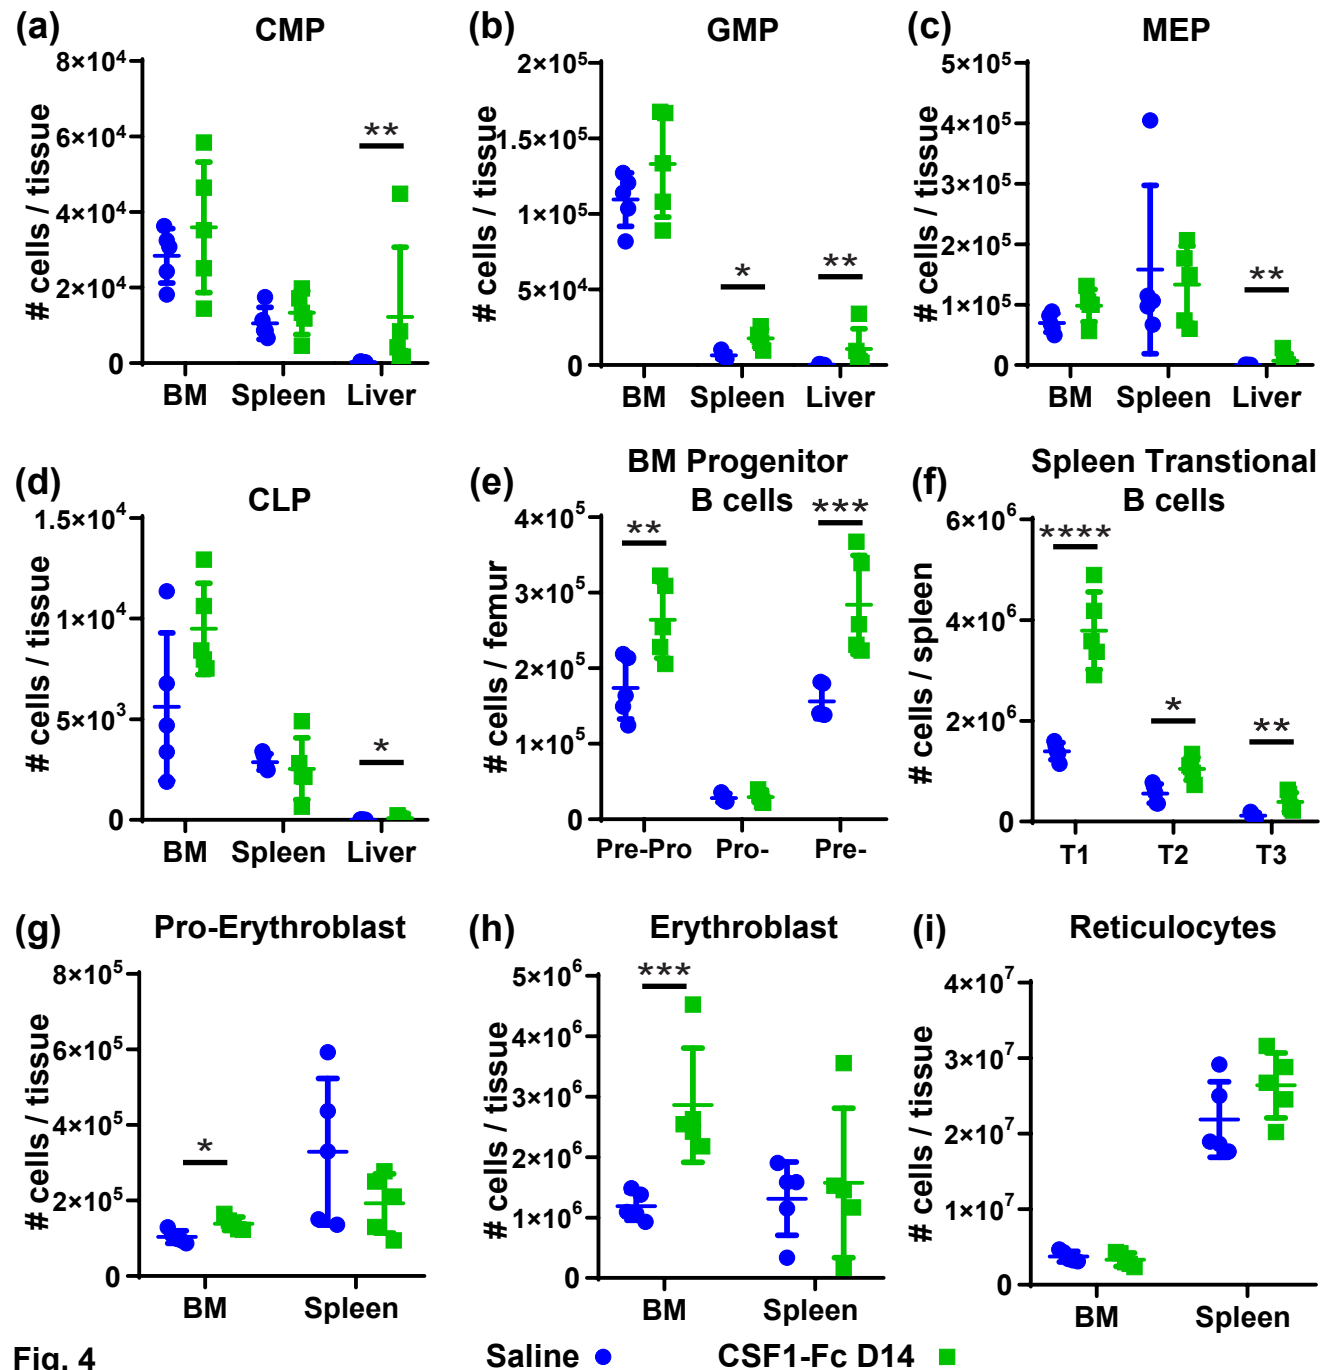 (a) CMP
8×10⁴
6×10⁴
4×10⁴
2×10⁴
0
# cells / tissue
**
BM Spleen Liver
(b) GMP
2×10⁵
1.5×10⁵
1×10⁵
5×10⁴
0
# cells / tissue
*
**
BM Spleen Liver
(c) MEP
5×10⁵
4×10⁵
3×10⁵
2×10⁵
1×10⁵
0
# cells / tissue
**
BM Spleen Liver
(d) CLP
1.5×10⁴
1×10⁴
5×10³
0
# cells / tissue
*
BM Spleen Liver
(e) BM Progenitor
B cells
4×10⁵
3×10⁵
2×10⁵
1×10⁵
0
# cells / femur
**
***
Pre-Pro Pro- Pre-
(f) Spleen Transtional
B cells
6×10⁶
4×10⁶
2×10⁶
0
# cells / spleen
****
*
**
T1 T2 T3
(g) Pro-Erythroblast
8×10⁵
6×10⁵
4×10⁵
2×10⁵
0
# cells / tissue
*
BM Spleen
(h) Erythroblast
5×10⁶
4×10⁶
3×10⁶
2×10⁶
1×10⁶
0
# cells / tissue
***
BM Spleen
(i) Reticulocytes
4×10⁷
3×10⁷
2×10⁷
1×10⁷
0
# cells / tissue
BM Spleen
Fig. 4
Saline CSF1-Fc D14